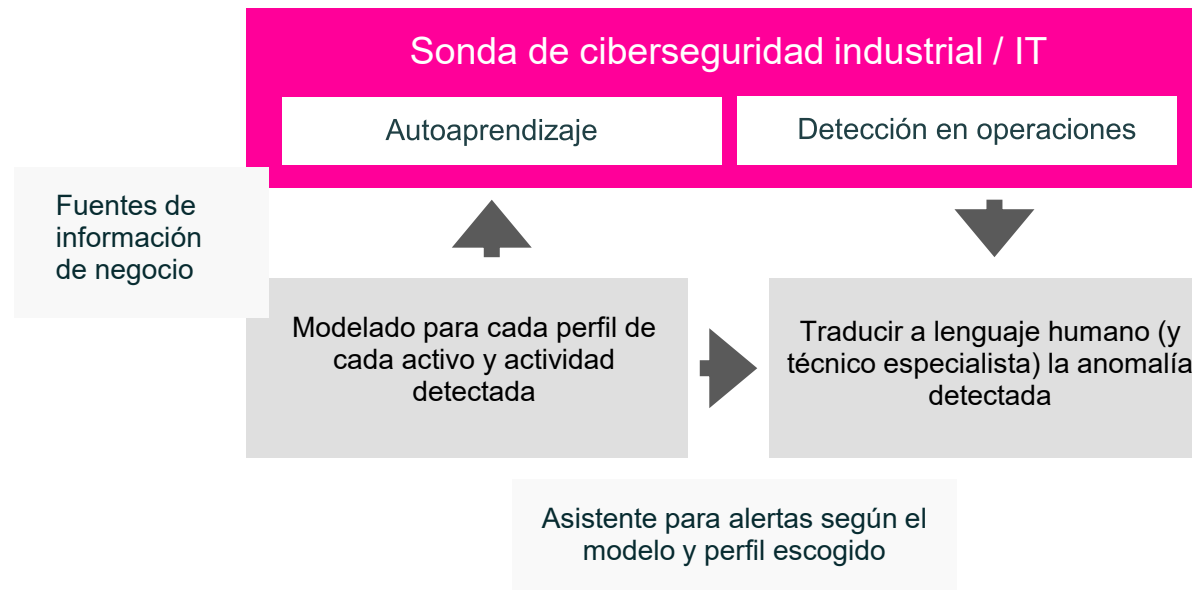 Sonda de ciberseguridad industrial / IT
Autoaprendizaje
Detección en operaciones
Fuentes de
información
de negocio
Modelado para cada perfil de
cada activo y actividad
detectada
Traducir a lenguaje humano (y
técnico especialista) la anomalía
detectada
Asistente para alertas según el
modelo y perfil escogido